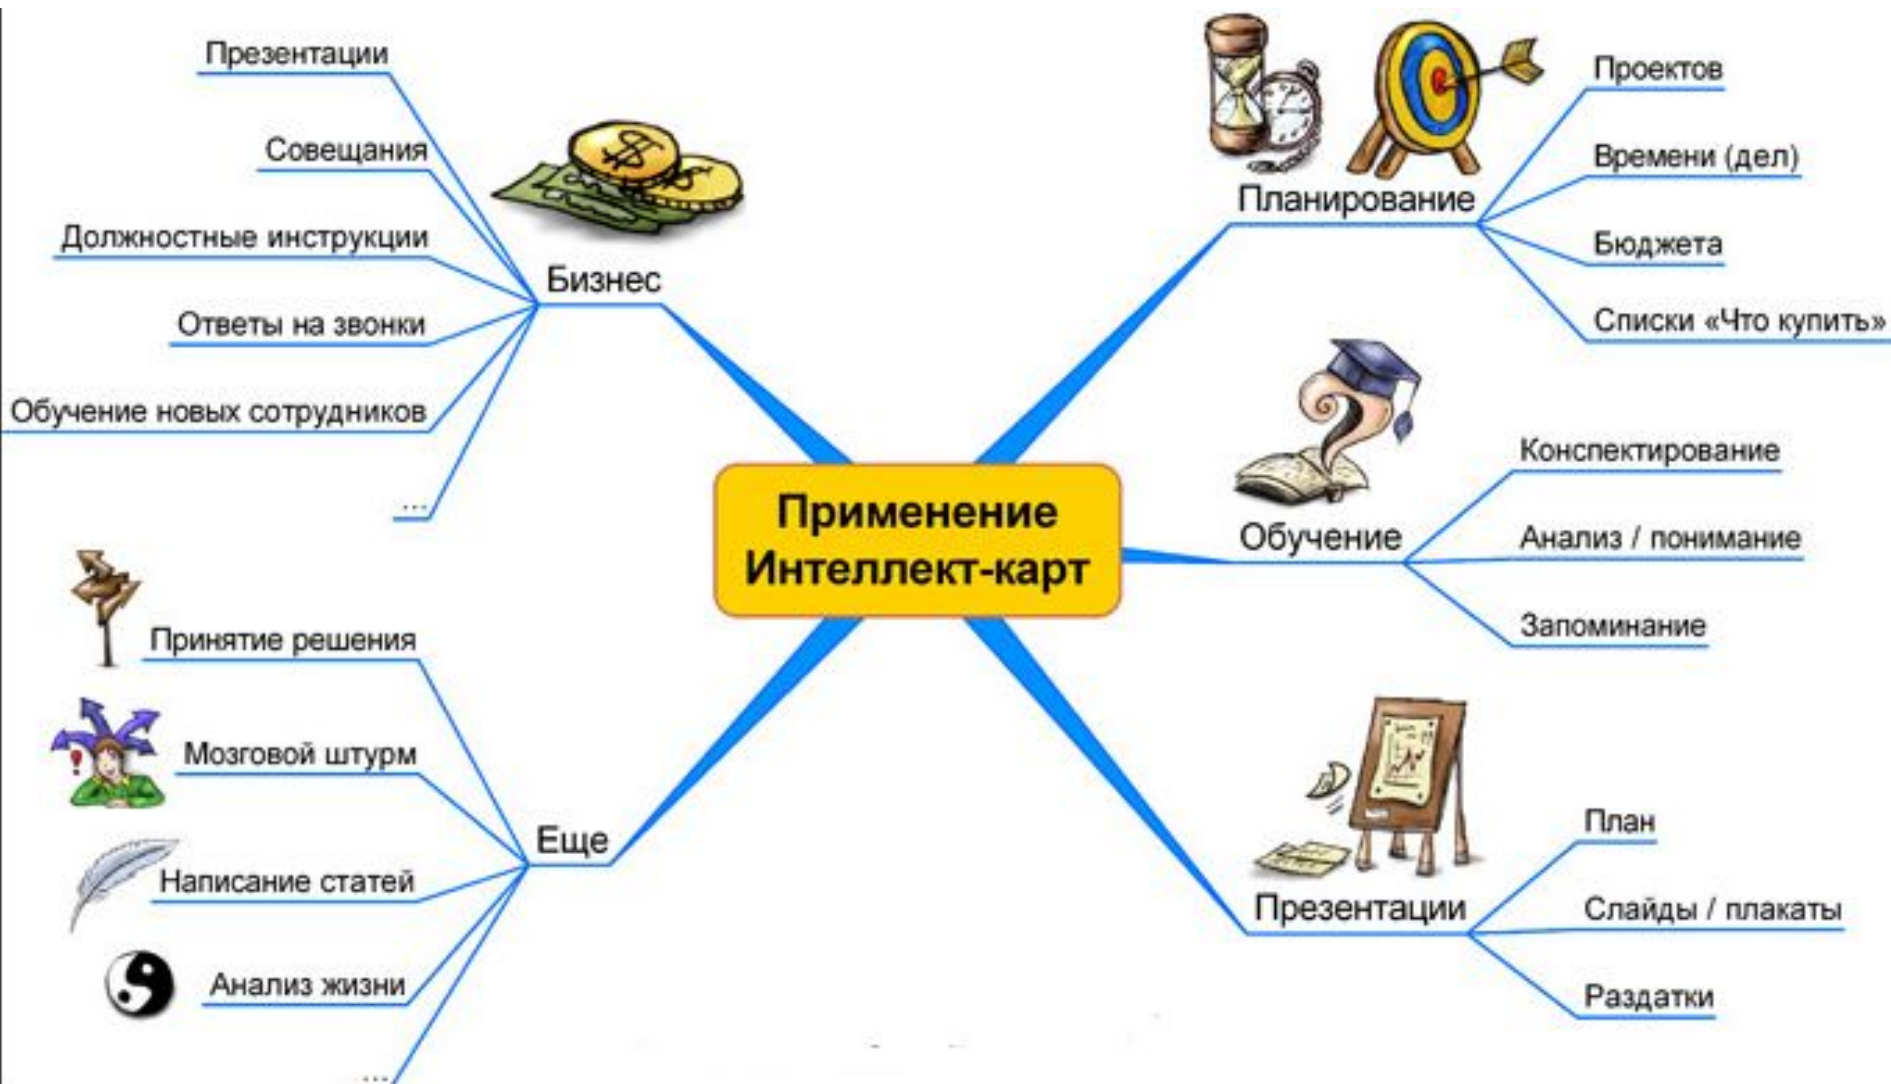 Применение
Интеллект-карт
Планирование
Проектов
Времени (дел)
Бюджета
Списки «Что купить»
Обучение
Конспектирование
Анализ / понимание
Запоминание
Презентации
План
Слайды / плакаты
Раздатки
Бизнес
Презентации
Совещания
Должностные инструкции
Ответы на звонки
Обучение новых сотрудников
...
Еще
Принятие решения
Мозговой штурм
Написание статей
Анализ жизни
...